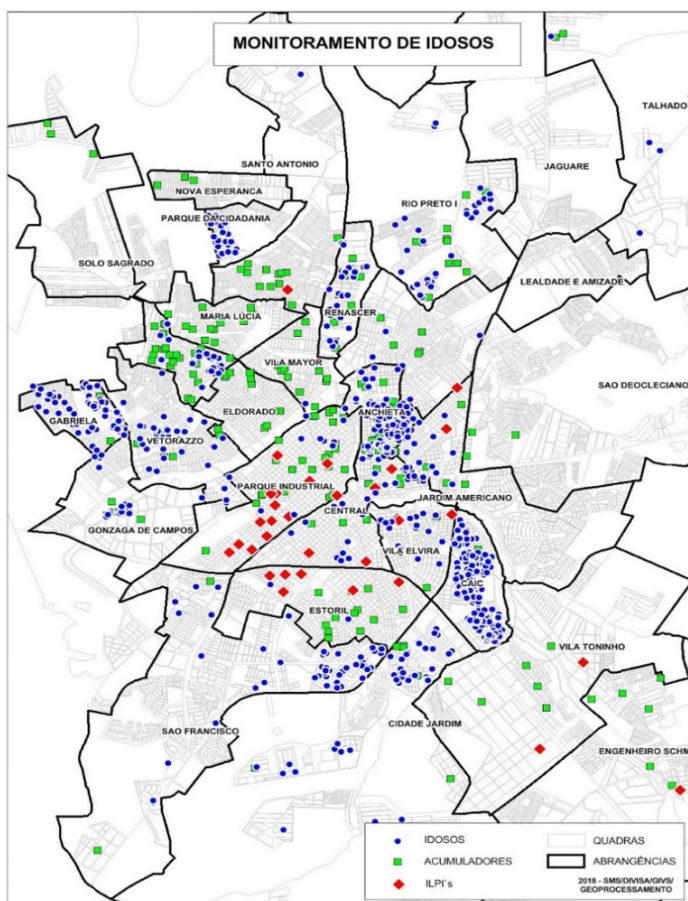 MONITORAMENTO DE IDOSOS
TALHADO
SANTO ANTONIO
JAGUARE
NOVA ESPERANCA
RIO PRETO I
PARQUE DA CIDADANIA
SOLO SAGRADO
LEALDADE E AMIZADE
MARIA LÚCIA
RENASCER
VILA MAYOR
SAO DEOCLECIANO
ELDORADO
ANCHIETA
GABRIELA
VETORAZZO
PARQUE INDUSTRIAL
JARDIM AMERICANO
CENTRAL
GONZAGA DE CAMPOS
VILA ELVIRA
CAIC
ESTORIL
VILA TONINHO
CIDADE JARDIM
SAO FRANCISCO
ENGENHEIRO SCHM
IDOSOS
QUADRAS
ACUMULADORES
ABRANGÊNCIAS
ILPI´s
2018 - SMS/DIVISA/GIVS/
GEOPROCESSAMENTO